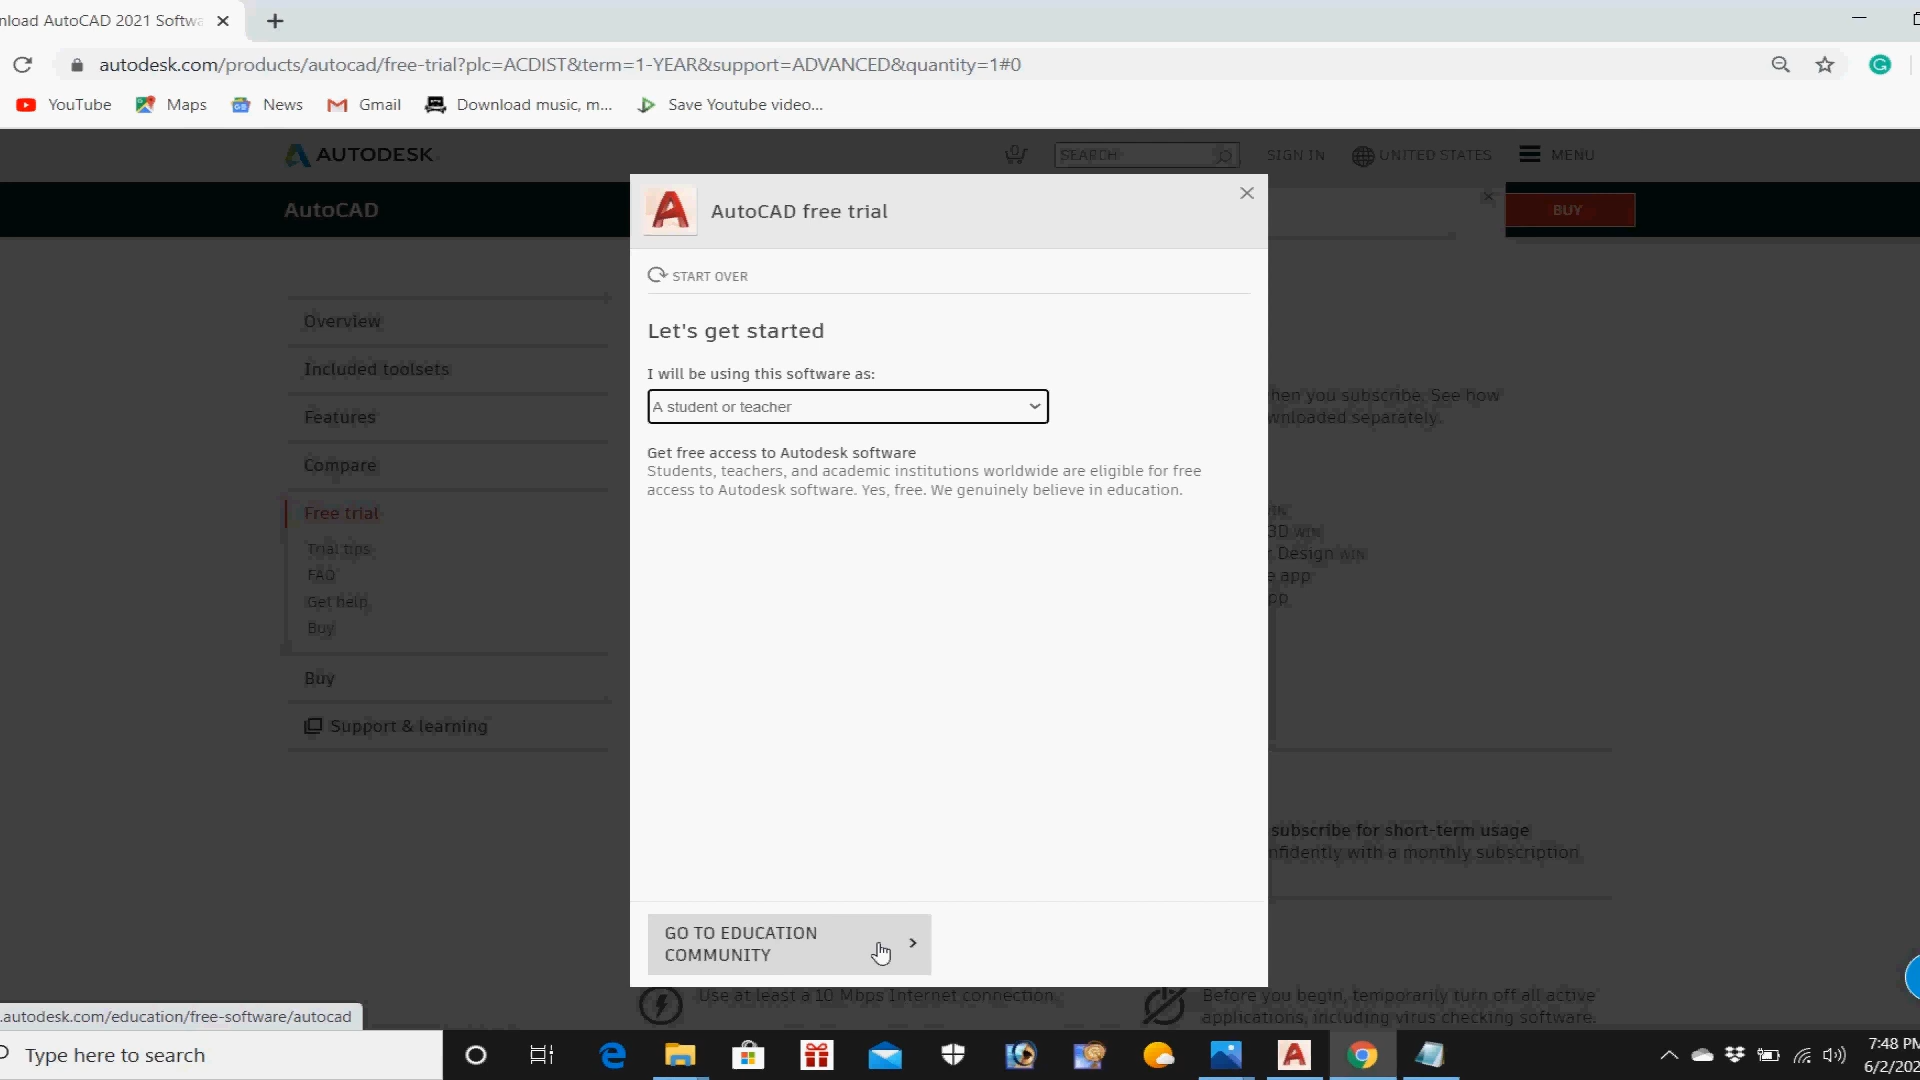 nload AutoCAD 2021 Softwa
autodesk.com/products/autocad/free-trial?plc=ACDIST&term=1-YEAR&support=ADVANCED&quantity=1#0
YouTube Maps News Gmail Download music, m... Save Youtube video...
AUTODESK 0 SEARCH SIGN IN UNITED STATES MENU
AutoCAD
BUY
AutoCAD free trial
START OVER
Let's get started
I will be using this software as:
A student or teacher
Get free access to Autodesk software
Students, teachers, and academic institutions worldwide are eligible for free
access to Autodesk software. Yes, free. We genuinely believe in education.
GO TO EDUCATION
COMMUNITY
Overview
Included toolsets
Features
Compare
Free trial
Trial tips
FAQ
Get help
Buy
Buy
Support & learning
hen you subscribe. See how
wnloaded separately.
3D WIN
Design WIN
e app
pp
subscribe for short-term usage
nfidently with a monthly subscription
Use at least a 10 Mbps Internet connection.
Before you begin, temporarily turn off all active
applications, including virus checking software.
.autodesk.com/education/free-software/autocad
Type here to search
7:48 PM
6/2/202